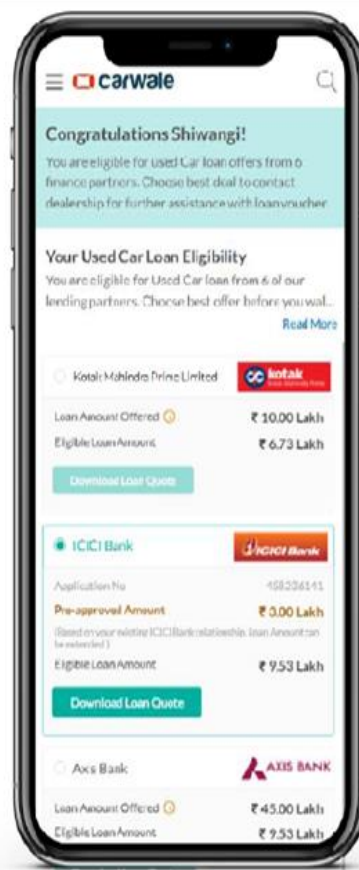 carwale
Congratulations Shiwangi!
You are eligible for used Car loan offers from 6
finance partners. Choose best deal to contact
dealership for further assistance with loan voucher
Your Used Car Loan Eligibility
You are eligible for Used Car loan from 6 of our
lending partners. Choose best offer before you wal...
Read More
Kotak Mahindra Prime Limited
kotak
Kotak Mahindra Prime
Loan Amount Offered ₹ 10.00 Lakh
Eligible Loan Amount ₹ 6.73 Lakh
Download Loan Quote
ICICI Bank ICICI Bank
Application No
Pre-approved Amount ₹ 3.00 Lakh
(Based on your existing ICICI Bank relationship. Loan Amount can
be extended )
Eligible Loan Amount ₹ 9.53 Lakh
Download Loan Quote
Axis Bank AXIS BANK
Loan Amount Offered ₹ 45.00 Lakh
Eligible Loan Amount ₹ 9.53 Lakh